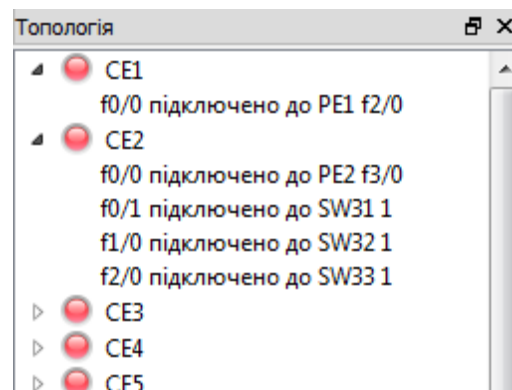 Топологія
CE1
f0/0 підключено до PE1 f2/0
CE2
f0/0 підключено до PE2 f3/0
f0/1 підключено до SW31 1
f1/0 підключено до SW32 1
f2/0 підключено до SW33 1
CE3
CE4
CE5